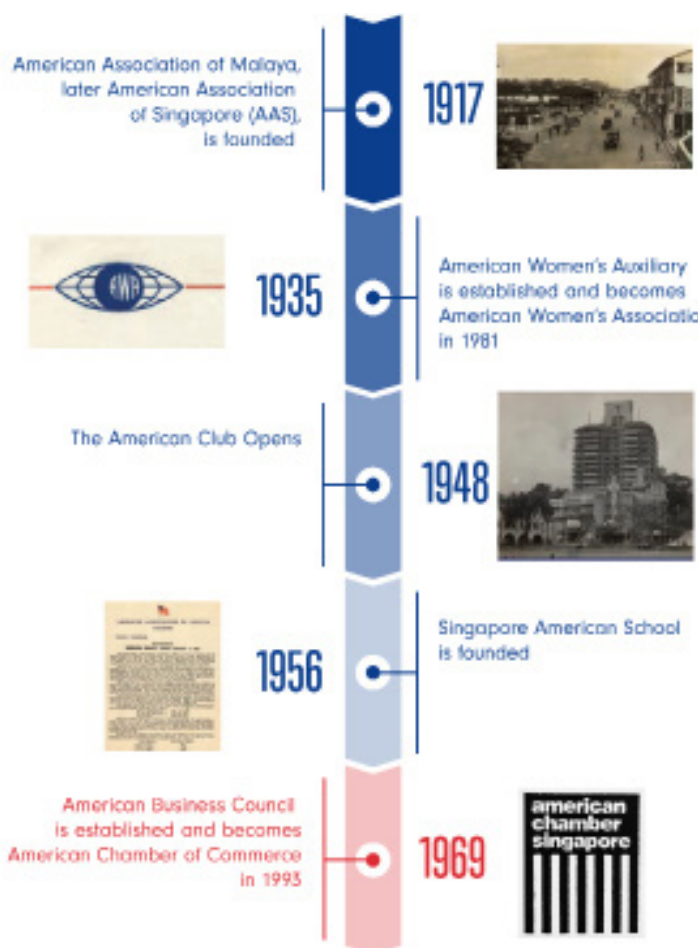 American Association of Malaya,
later American Association
of Singapore (AAS),
is founded
1917
AWA
1935
American Women's Auxiliary
is established and becomes
American Women's Associatio
in 1981
The American Club Opens
1948
1956
Singapore American School
is founded
American Business Council
is established and becomes
American Chamber of Commerce
in 1993
1969
american
chamber
singapore